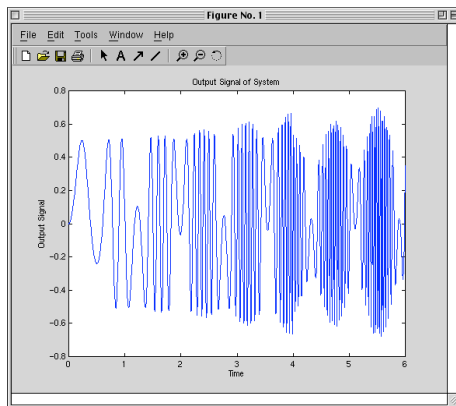 Figure No. 1
File Edit Tools Window Help
A
Output Signal of System
Output Signal
0.8
0.6
0.4
0.2
0
−0.2
−0.4
−0.6
−0.8
0 1 2 3 4 5 6
Time